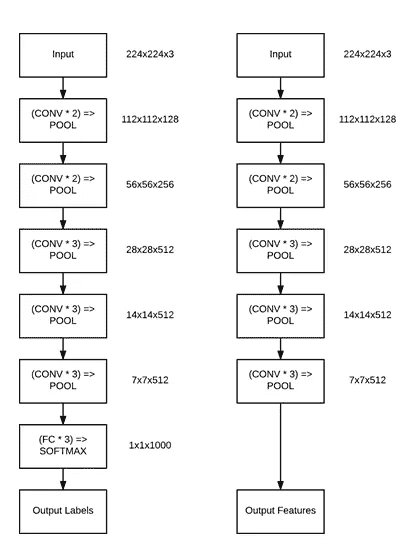 Input
224x224x3
(CONV * 2) =>
POOL
112x112x128
(CONV * 2) =>
POOL
56x56x256
(CONV * 3) =>
POOL
28x28x512
(CONV * 3) =>
POOL
14x14x512
(CONV * 3) =>
POOL
7x7x512
(FC * 3) =>
SOFTMAX
1x1x1000
Output Labels
Input
224x224x3
(CONV * 2) =>
POOL
112x112x128
(CONV * 2) =>
POOL
56x56x256
(CONV * 3) =>
POOL
28x28x512
(CONV * 3) =>
POOL
14x14x512
(CONV * 3) =>
POOL
7x7x512
Output Features